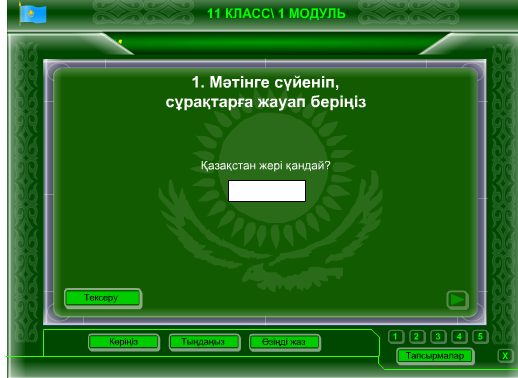 11 КЛАСС\ 1 МОДУЛЬ
1. Мәтінге сүйеніп,
сұрақтарға жауап беріңіз
Қазақстан жері қандай?
Тексеру
Көріңіз
Тыңдаңыз
Өзіңді жаз
1 2 3 4 5
Тапсырмалар
X